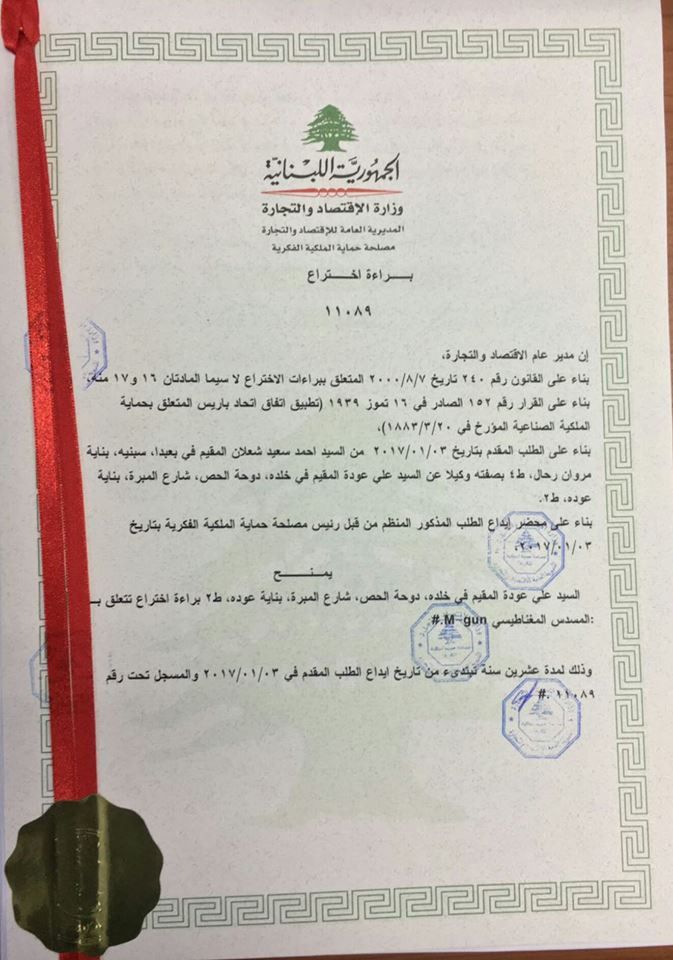 الجمهورية اللبنانية
وزارة الإقتصاد والتجارة
المديرية العامة للإقتصاد والتجارة
مصلحة حماية الملكية الفكرية
بـــراءة اخـــتراع
١١٠٨٩
إن مدير عام الاقتصاد والتجارة،
بناء على القانون رقم ٢٤٠ تاريخ ٢٠٠٠/٨/٧ المتعلق ببراءات الاختراع لا سيما المادتان ١٦ و١٧ منه،
بناء على القرار رقم ١٥٢ الصادر في ١٦ تموز ١٩٣٩ (تطبيق اتفاق اتحاد باريس المتعلق بحماية
الملكية الصناعية المؤرخ في ١٨٨٣/٣/٢٠)،
بناء على الطلب المقدم بتاريخ ٢٠١٧/٠١/٠٣ من السيد احمد سعيد شعلان المقيم في بعبدا، سبنيه، بناية
مروان رحال، ط٤ بصفته وكيلا عن السيد علي عودة المقيم في خلده، دوحة الحص، شارع المبرة، بناية
عوده، ط٢.
بناء على محضر إيداع الطلب المذكور المنظم من قبل رئيس مصلحة حماية الملكية الفكرية بتاريخ
٢٠١٧/٠١/٠٣.
يمنـــــح
السيد علي عودة المقيم في خلده، دوحة الحص، شارع المبرة، بناية عوده، ط٢ براءة اختراع تتعلق بــ
:المسدس المغناطيسي M-gun.#
وذلك لمدة عشرين سنة تبتدىء من تاريخ ايداع الطلب المقدم في ٢٠١٧/٠١/٠٣ والمسجل تحت رقم
١١٠٨٩ .#